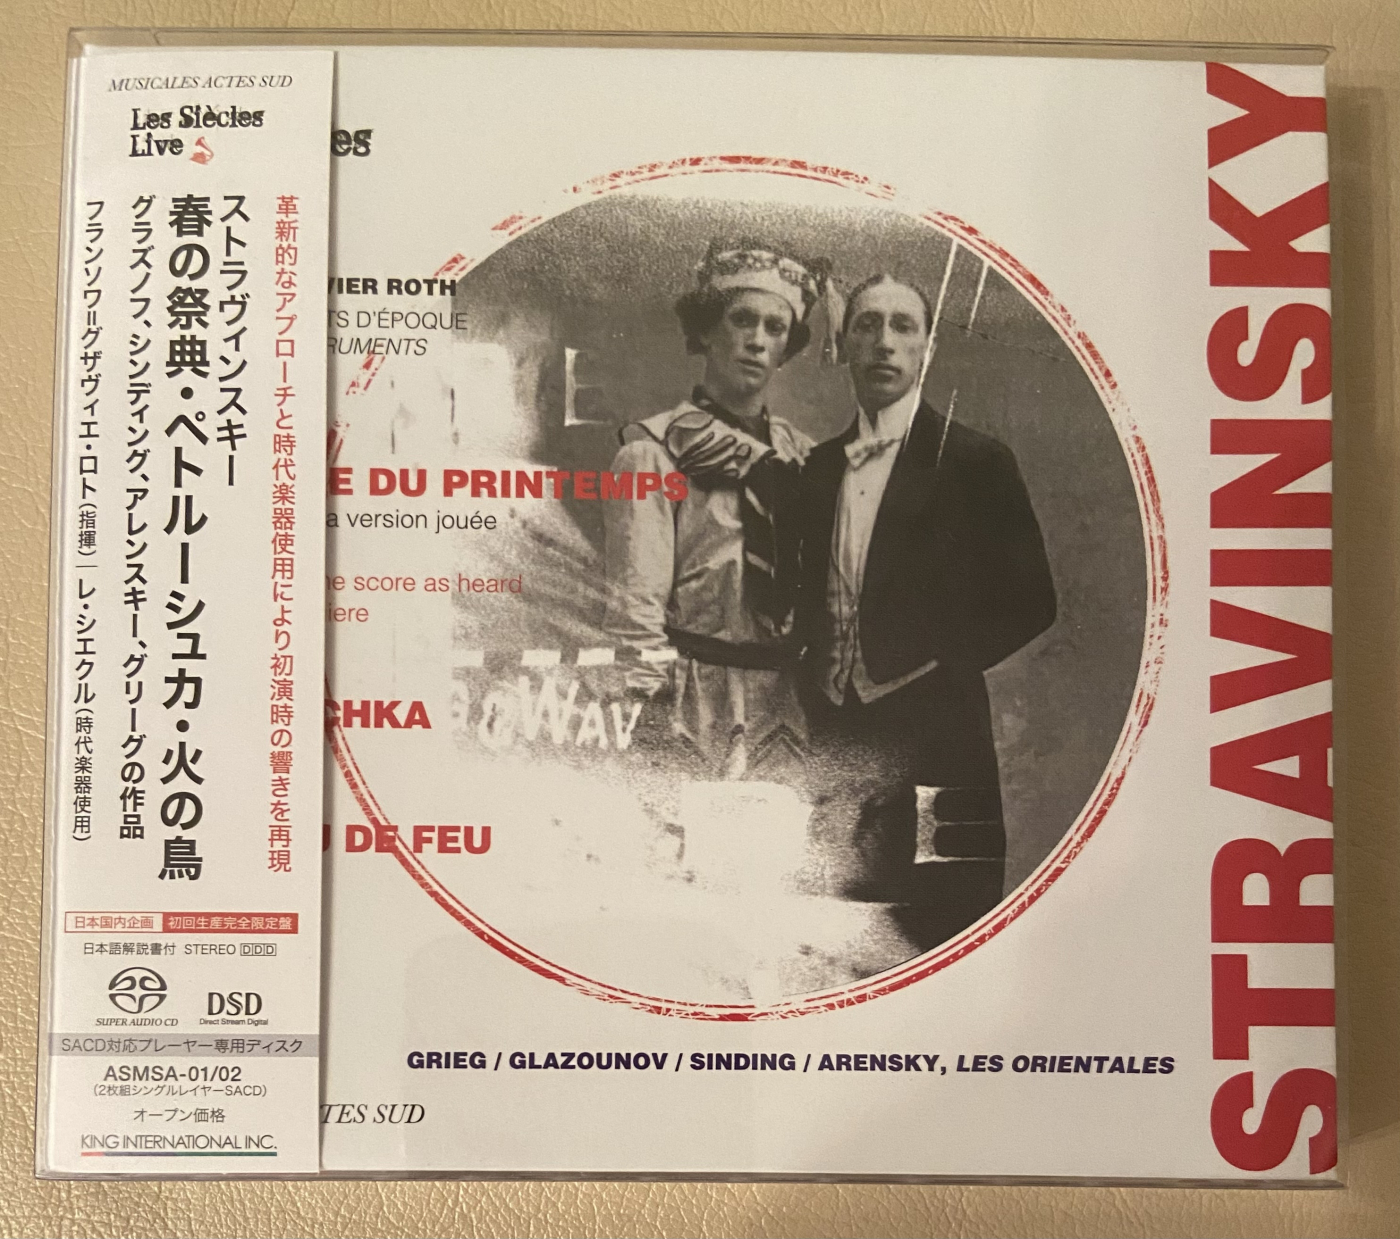 MUSICALES ACTES SUD
Les Siècles
Live
革新的なアプローチと時代楽器使用により初演時の響きを再現
ストラヴィンスキー
春の祭典・ペトルーシュカ・火の鳥
グラズノフ、シンディング、アレンスキー、グリーグの作品
フランソワ=グザヴィエ・ロト(指揮)|レ・シエクル(時代楽器使用)
日本国内企画 初回生産完全限定盤
日本語解説書付 STEREO DDD
SUPER AUDIO CD
DSD
Direct Stream Digital
SACD対応プレーヤー専用ディスク
ASMSA-01/02
(2枚組シングルレイヤーSACD)
オープン価格
KING INTERNATIONAL INC.
es
VIER ROTH
TS D'ÉPOQUE
RUMENTS
E DU PRINTEMPS
a version jouée
he score as heard
iere
CHKA
U DE FEU
GRIEG / GLAZOUNOV / SINDING / ARENSKY, LES ORIENTALES
TES SUD
STRAVINSKY